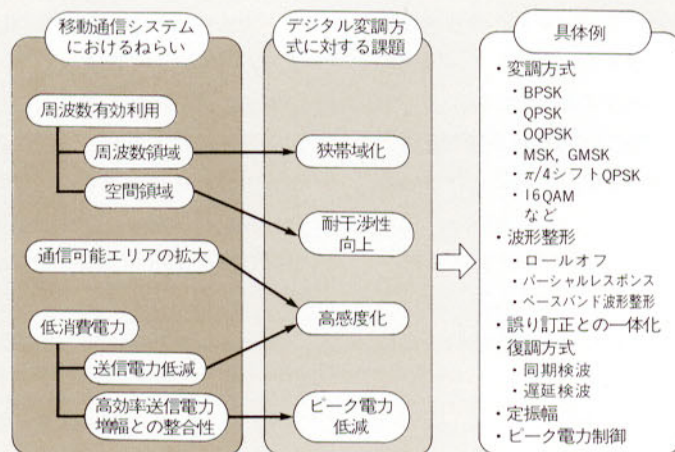 移動通信システム
におけるねらい
周波数有効利用
周波数領域
空間領域
通信可能エリアの拡大
低消費電力
送信電力低減
高効率送信電力
増幅との整合性
デジタル変調方
式に対する課題
狭帯域化
耐干渉性
向上
高感度化
ピーク電力
低減
具体例
・変調方式
・BPSK
・QPSK
・OQPSK
・MSK, GMSK
・π/4シフトQPSK
・16QAM
など
・波形整形
・ロールオフ
・パーシャルレスポンス
・ベースバンド波形整形
・誤り訂正との一体化
・復調方式
・同期検波
・遅延検波
・定振幅
・ピーク電力制御